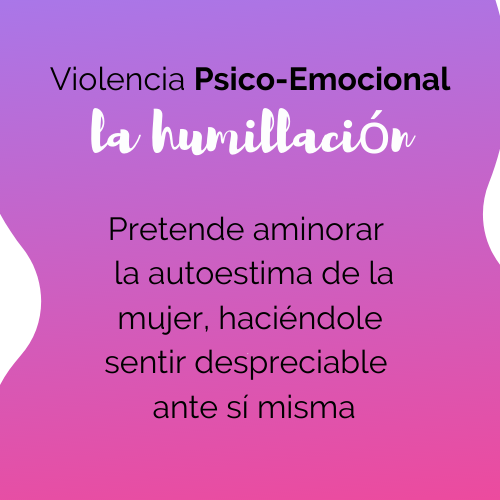 Violencia Psico-Emocional
la humillaciÓn
Pretende aminorar
la autoestima de la
mujer, haciéndole
sentir despreciable
ante sí misma